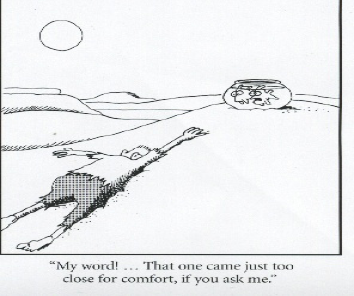 "My word! ... That one came just too
close for comfort, if you ask me."